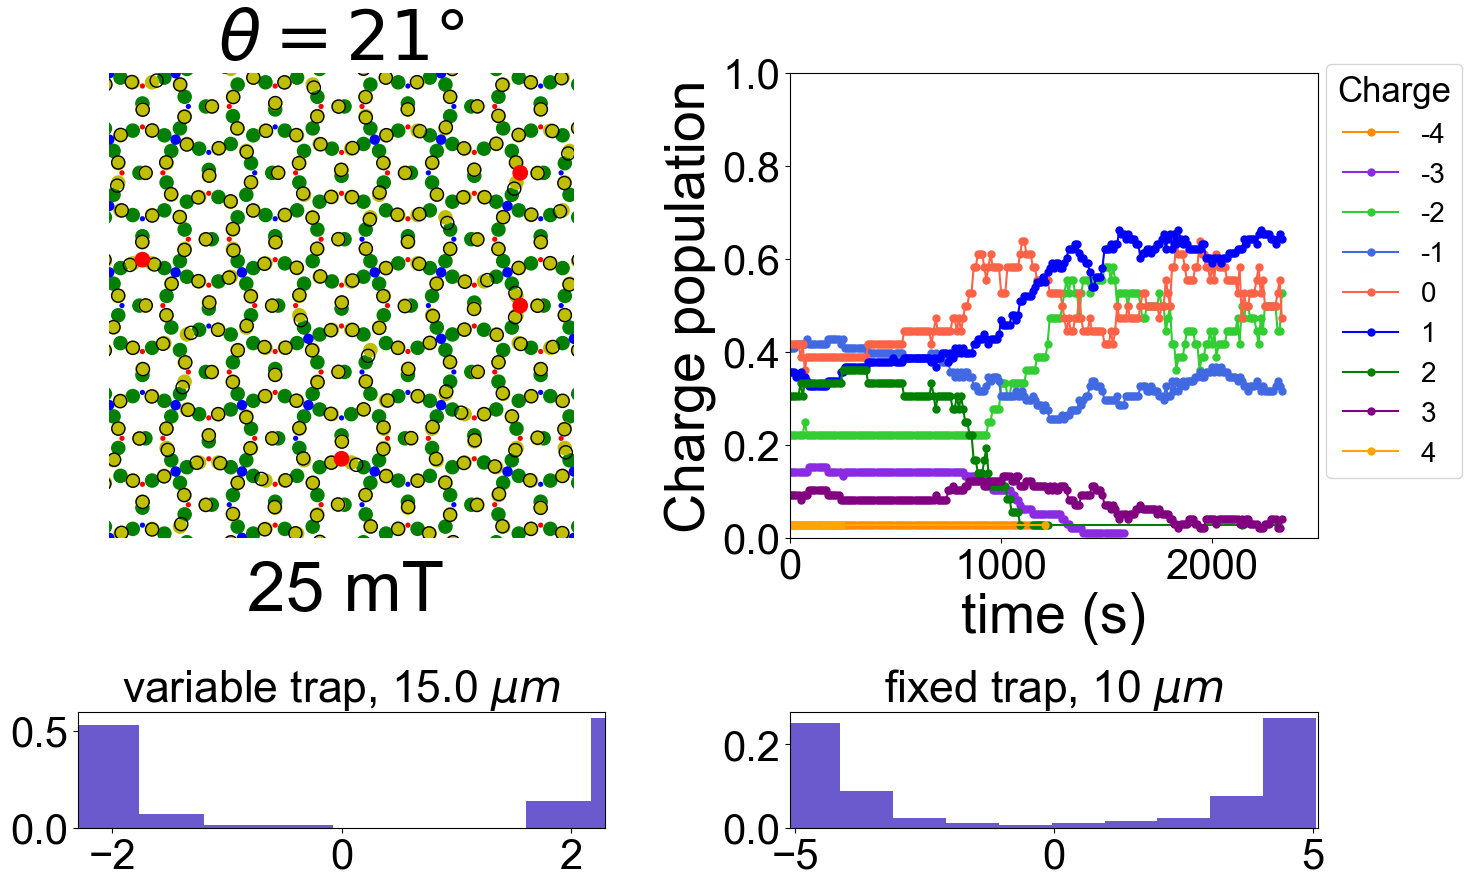 θ = 21°
25 mT
1.0
0.8
0.6
0.4
0.2
0.0
Charge population
0 1000 2000
time (s)
Charge
-4
-3
-2
-1
0
1
2
3
4
variable trap, 15.0 μm
0.5
0.0
−2 0 2
fixed trap, 10 μm
0.2
0.0
−5 0 5